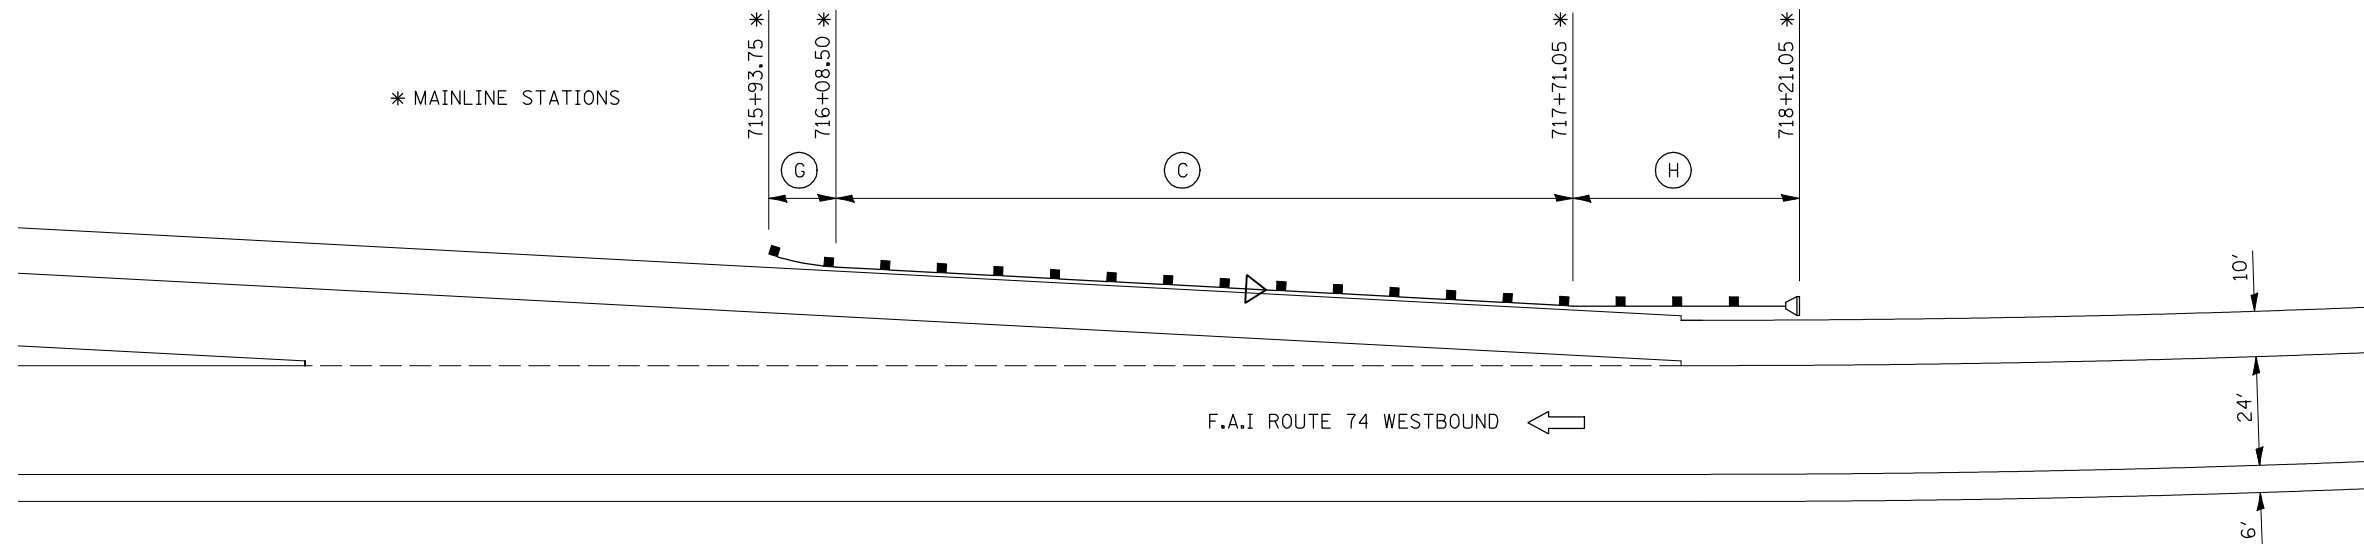 715+93.75 *
716+08.50 *
717+71.05 *
718+21.05 *
* MAINLINE STATIONS
G
C
H
10'
F.A.I ROUTE 74 WESTBOUND
24'
6'